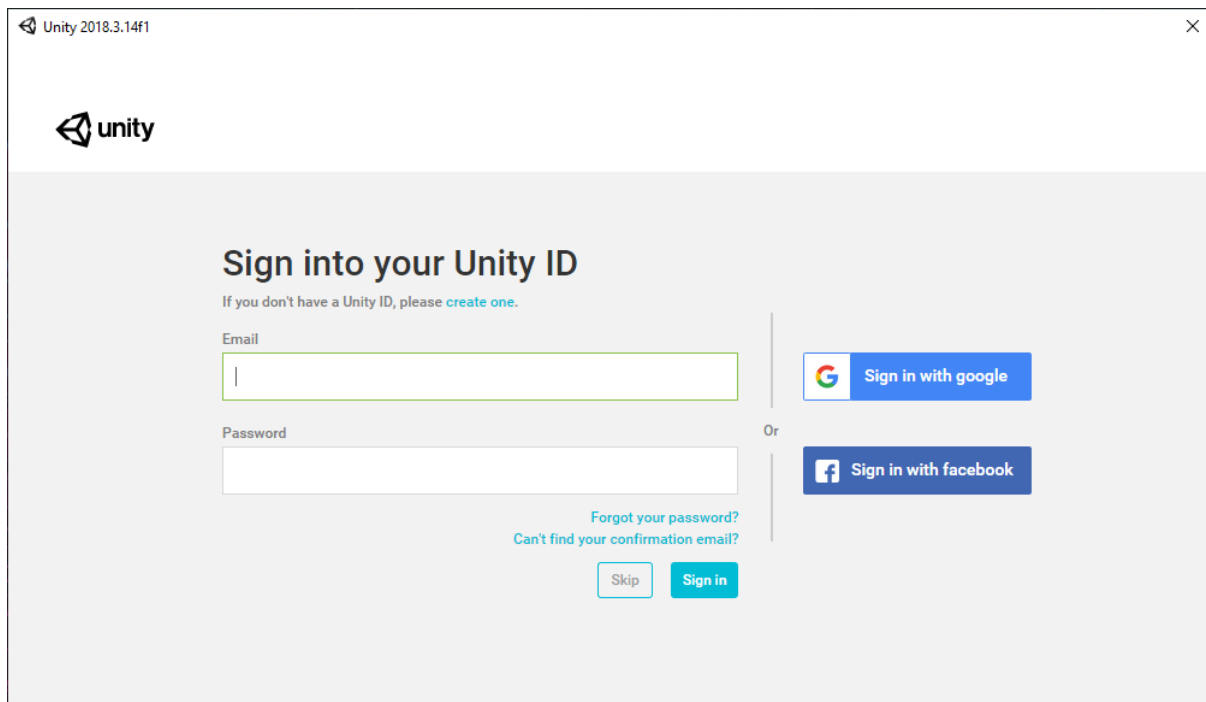 Unity 2018.3.14f1
unity
Sign into your Unity ID
If you don't have a Unity ID, please create one.
Email
Password
Forgot your password?
Can't find your confirmation email?
Skip
Sign in
Or
Sign in with google
Sign in with facebook